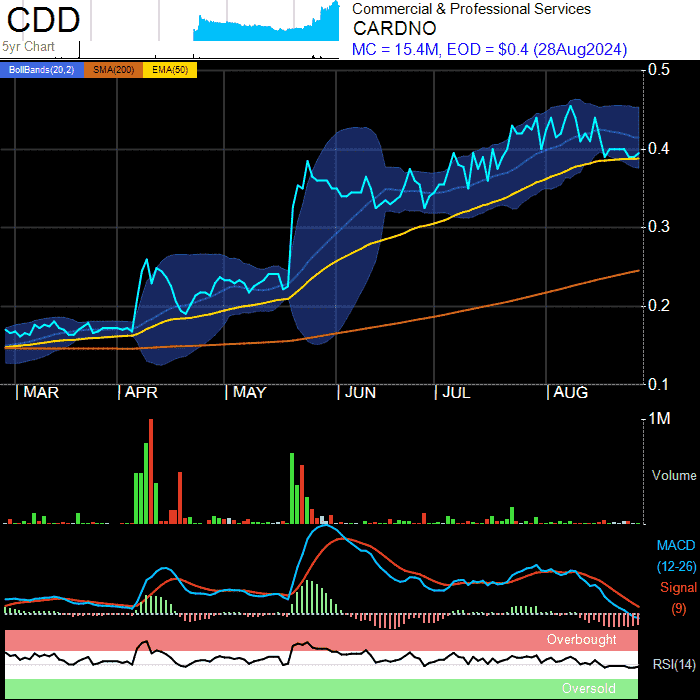 CDD
5yr Chart
Commercial & Professional Services
CARDNO
MC = 15.4M, EOD = $0.4 (28Aug2024)
BollBands(20,2) SMA(200) EMA(50)
0.5
0.4
0.3
0.2
0.1
MAR APR MAY JUN JUL AUG
1M
Volume
MACD
(12-26)
Signal
(9)
Overbought
RSI(14)
Oversold